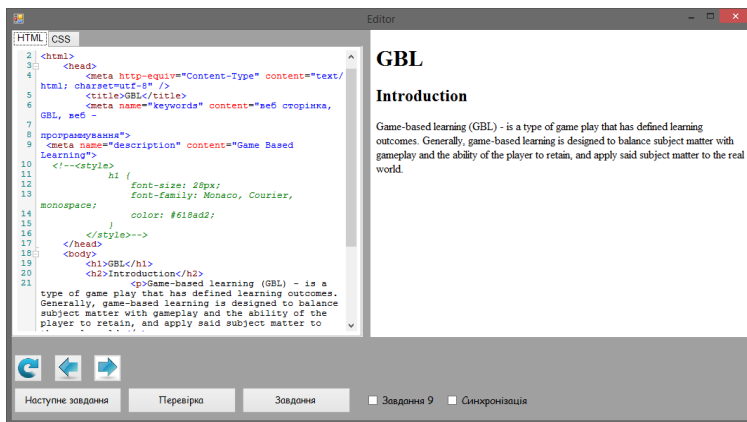 Editor
HTML CSS
2 <html>
3 <head>
4 <meta http-equiv="Content-Type" content="text/
html; charset=utf-8" />
5 <title>GBL</title>
6 <meta name="keywords" content="веб сторінка,
GBL, веб -
7
8 программування">
9 <meta name="description" content="Game Based
Learning">
10 <!--<style>
11 h1 {
12 font-size: 28px;
13 font-family: Monaco, Courier,
monospace;
14 color: #618ad2;
15 }
16 </style>-->
17 </head>
18 <body>
19 <h1>GBL</h1>
20 <h2>Introduction</h2>
21 <p>Game-based learning (GBL) - is a
type of game play that has defined learning outcomes.
Generally, game-based learning is designed to balance
subject matter with gameplay and the ability of the
player to retain, and apply said subject matter to
GBL
Introduction
Game-based learning (GBL) - is a type of game play that has defined learning
outcomes. Generally, game-based learning is designed to balance subject matter with
gameplay and the ability of the player to retain, and apply said subject matter to the real
world.
Наступне завдання Перевірка Завдання Завдання 9 Синхронізація